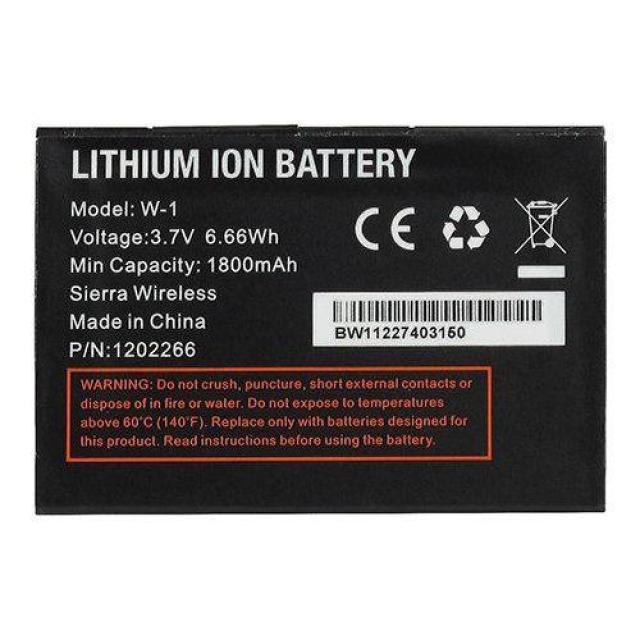 LITHIUM ION BATTERY
Model: W-1
Voltage:3.7V 6.66Wh
Min Capacity: 1800mAh
Sierra Wireless
Made in China
P/N:1202266
CE
BW11227403150
WARNING: Do not crush, puncture, short external contacts or
dispose of in fire or water. Do not expose to temperatures
above 60°C (140°F). Replace only with batteries designed for
this product. Read instructions before using the battery.